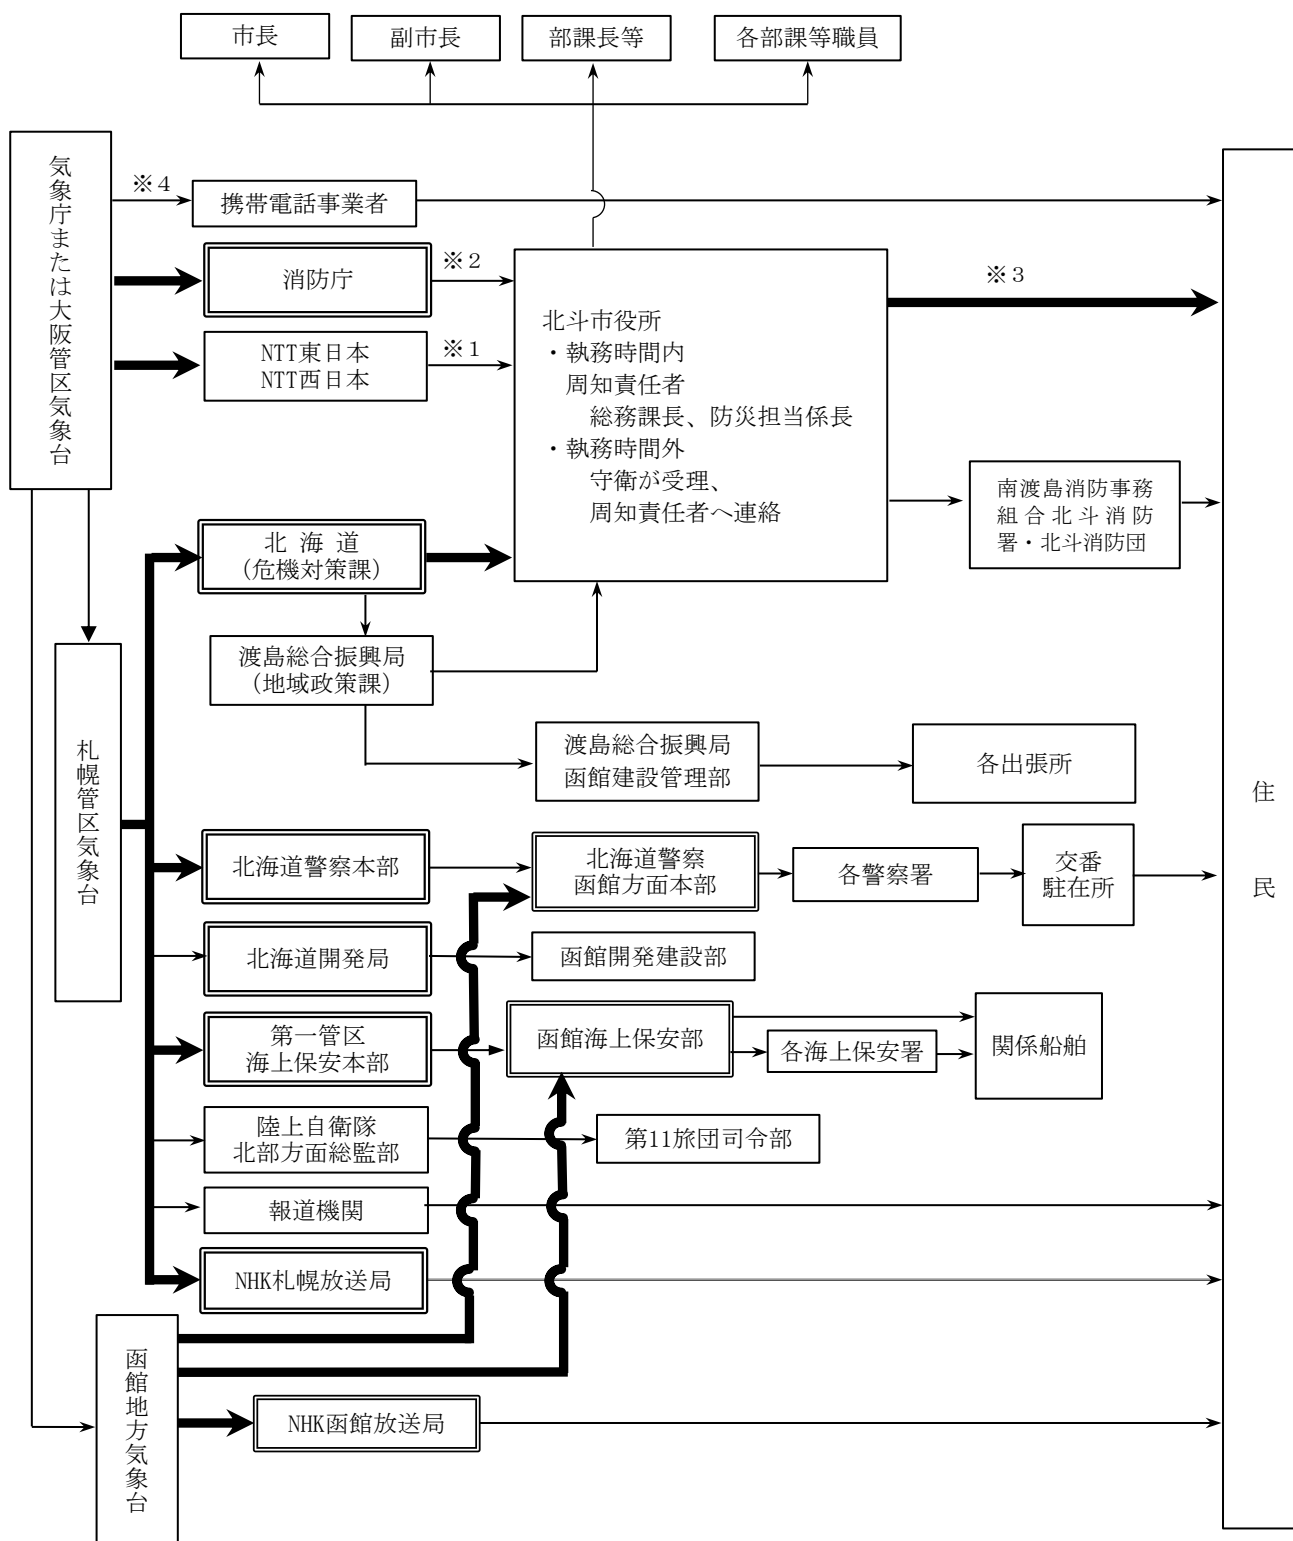 市長
副市長
部課長等
各部課等職員
気象庁または大阪管区気象台
※4
携帯電話事業者
消防庁
※2
NTT東日本
NTT西日本
※1
北斗市役所
・執務時間内
周知責任者
総務課長、防災担当係長
・執務時間外
守衛が受理、
周知責任者へ連絡
※3
南渡島消防事務
組合北斗消防
署・北斗消防団
住民
北海道
(危機対策課)
渡島総合振興局
(地域政策課)
札幌管区気象台
渡島総合振興局
函館建設管理部
各出張所
北海道警察本部
北海道警察
函館方面本部
各警察署
交番
駐在所
北海道開発局
函館開発建設部
第一管区
海上保安本部
函館海上保安部
各海上保安署
関係船舶
陸上自衛隊
北部方面総監部
第11旅団司令部
報道機関
NHK札幌放送局
函館地方気象台
NHK函館放送局